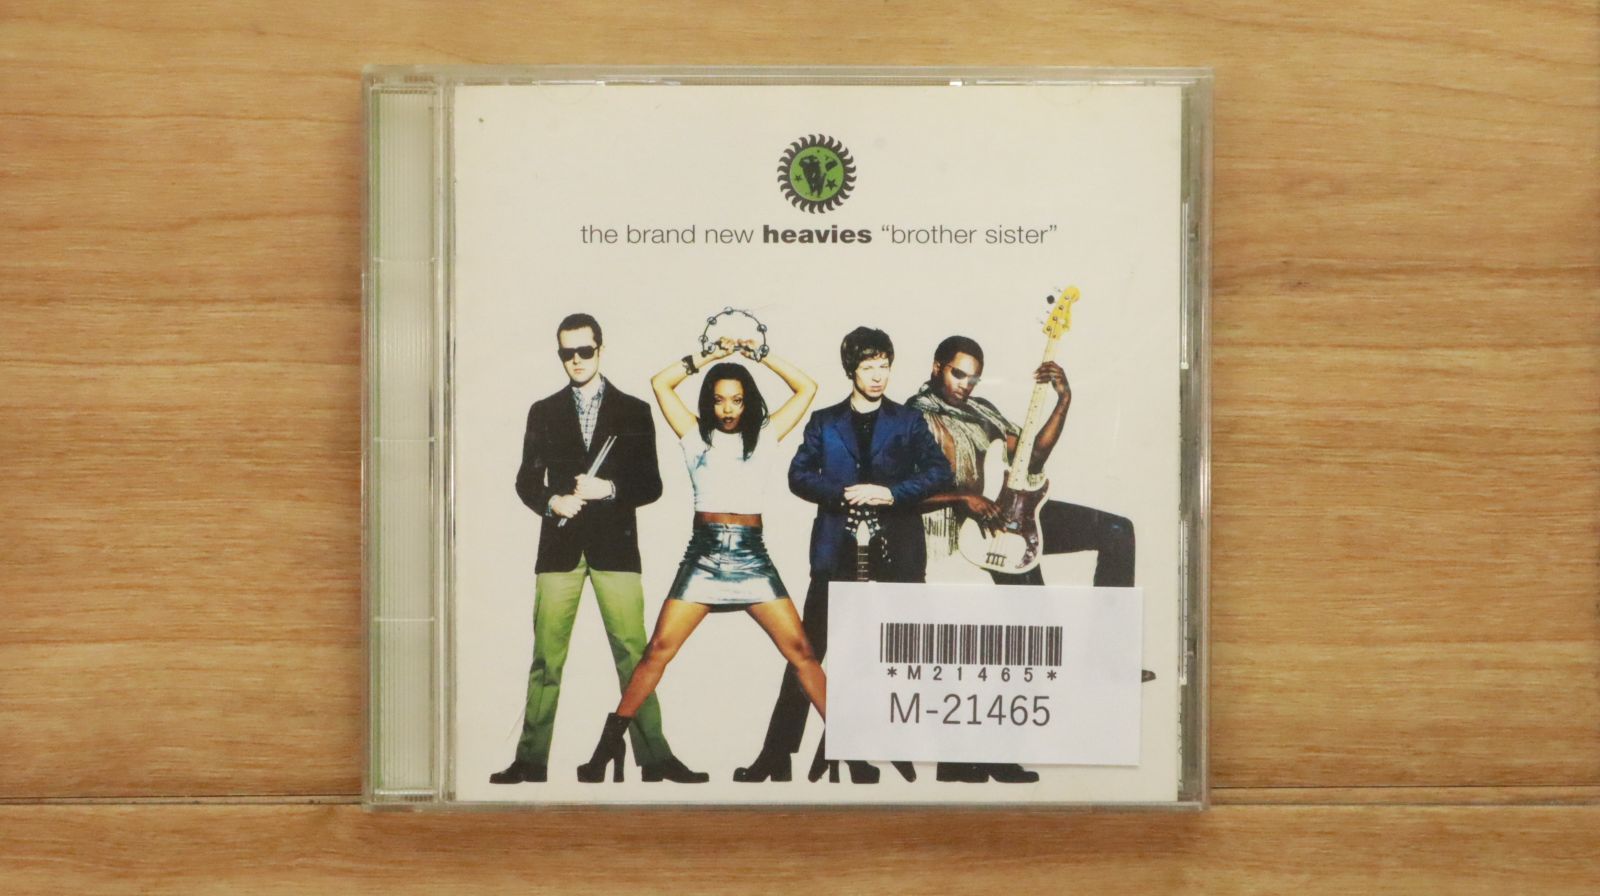 the brand new heavies “brother sister”
*M21465*
M-21465